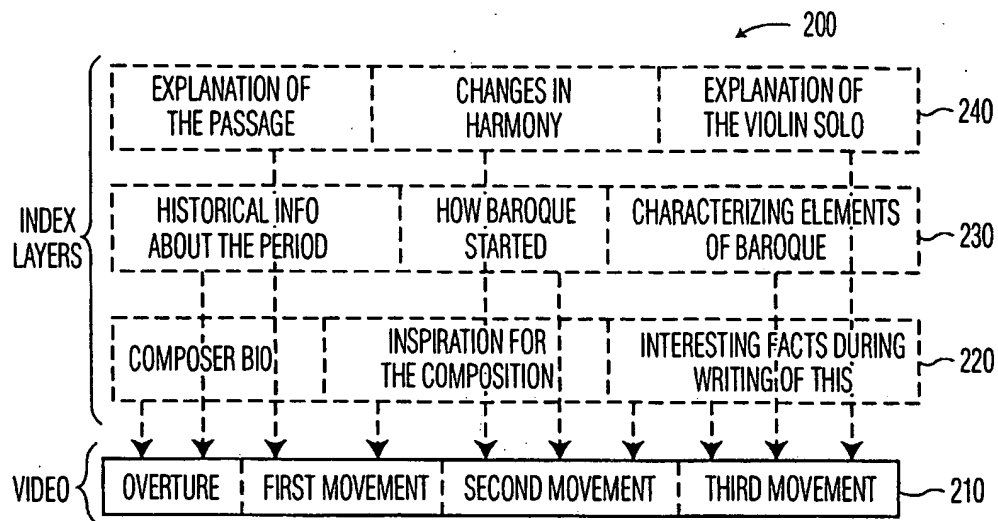 200
EXPLANATION OF
THE PASSAGE
CHANGES IN
HARMONY
EXPLANATION OF
THE VIOLIN SOLO
240
INDEX
LAYERS
HISTORICAL INFO
ABOUT THE PERIOD
HOW BAROQUE
STARTED
CHARACTERIZING ELEMENTS
OF BAROQUE
230
COMPOSER BIO
INSPIRATION FOR
THE COMPOSITION
INTERESTING FACTS DURING
WRITING OF THIS
220
VIDEO
OVERTURE
FIRST MOVEMENT
SECOND MOVEMENT
THIRD MOVEMENT
210